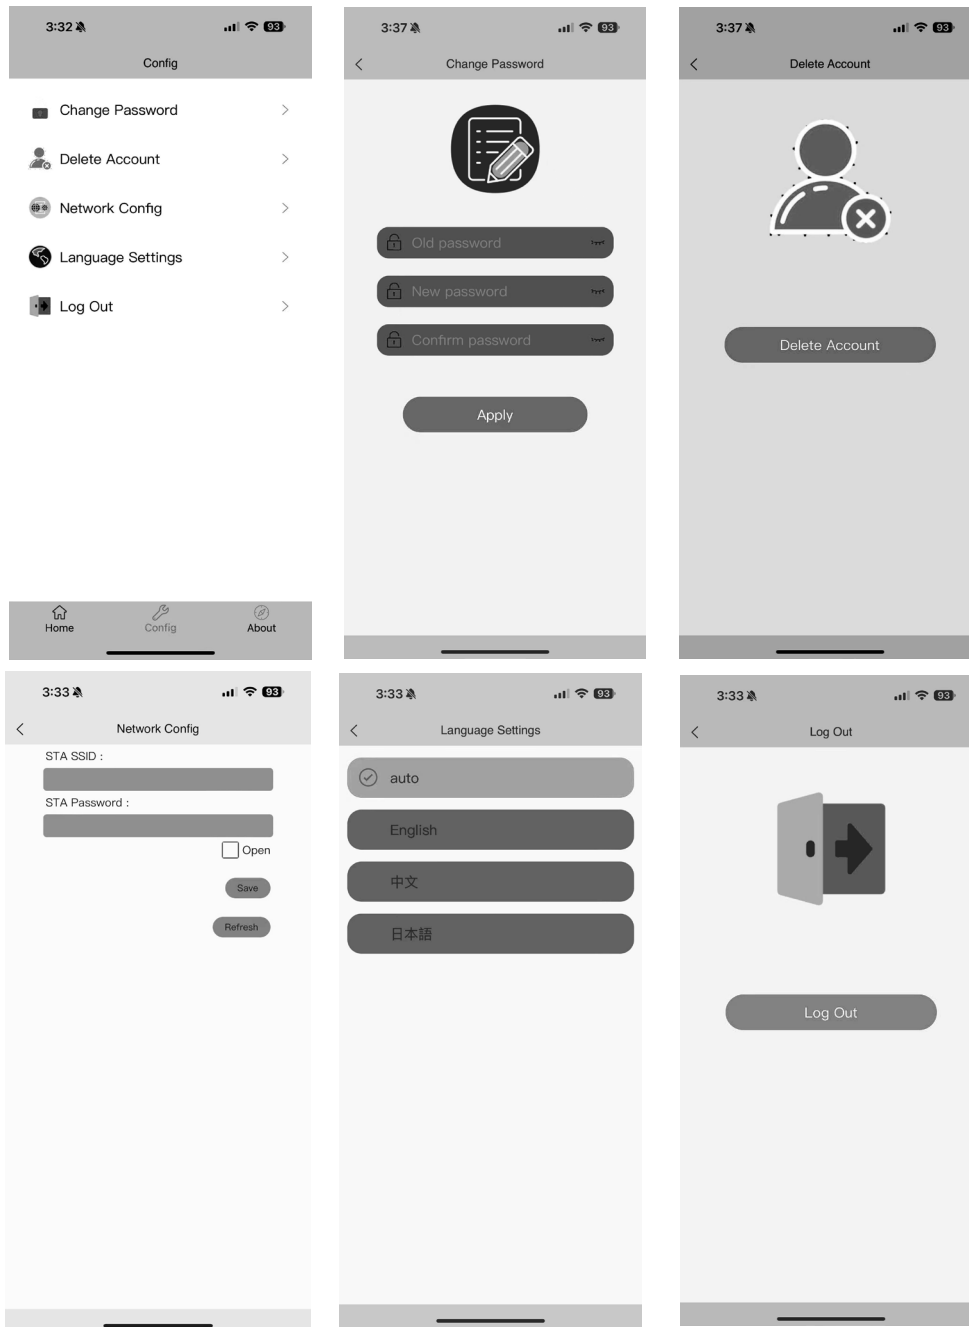 3:32 93
Config
Change Password
Delete Account
Network Config
Language Settings
Log Out
Home Config About
3:37 93
Change Password
Old password
New password
Confirm password
Apply
3:37 93
Delete Account
Delete Account
3:33 93
Network Config
STA SSID :
STA Password :
Open
Save
Refresh
3:33 93
Language Settings
auto
English
中文
日本語
3:33 93
Log Out
Log Out